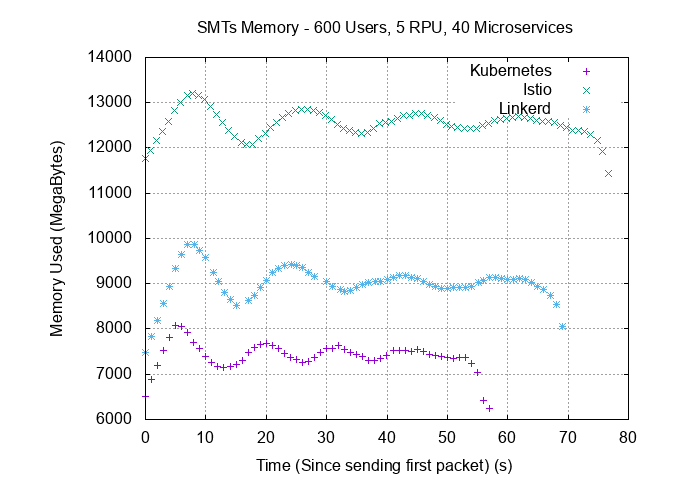 SMTs Memory - 600 Users, 5 RPU, 40 Microservices
Memory Used (MegaBytes)
14000
13000
12000
11000
10000
9000
8000
7000
6000
Kubernetes
Istio
Linkerd
0 10 20 30 40 50 60 70 80
Time (Since sending first packet) (s)